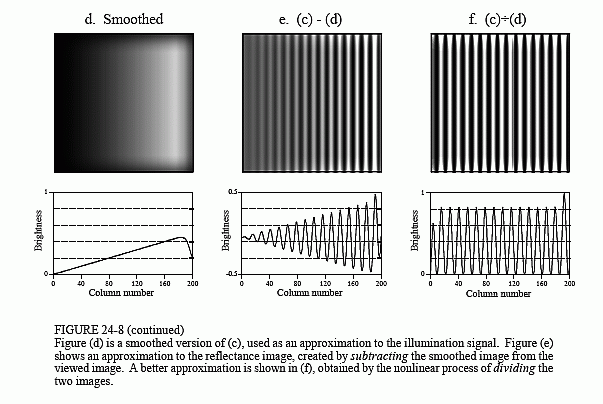 d. Smoothed
e. (c) - (d)
f. (c)÷(d)
1
Brightness
0
0 40 80 120 160 200
Column number
0.5
Brightness
-0.5
0 40 80 120 160 200
Column number
1
Brightness
0
0 40 80 120 160 200
Column number
FIGURE 24-8 (continued)
Figure (d) is a smoothed version of (c), used as an approximation to the illumination signal. Figure (e)
shows an approximation to the reflectance image, created by subtracting the smoothed image from the
viewed image. A better approximation is shown in (f), obtained by the nonlinear process of dividing the
two images.